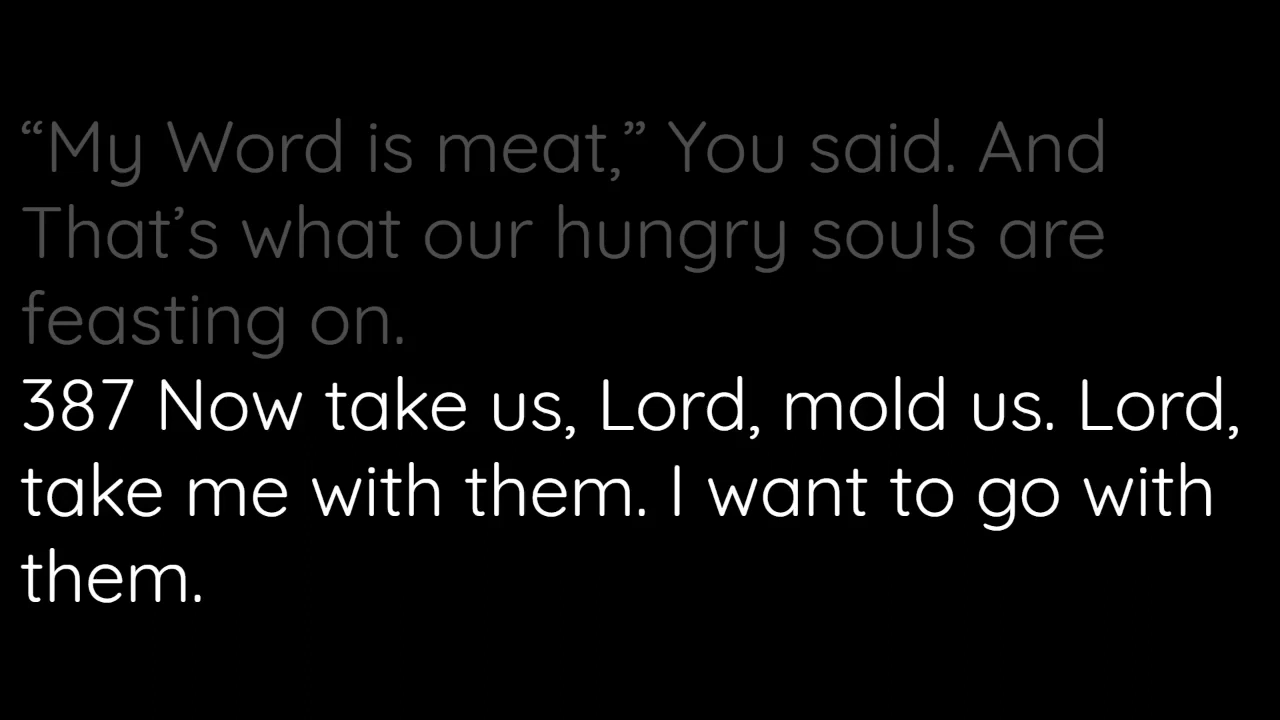 “My Word is meat,” You said. And
That’s what our hungry souls are
feasting on.
387 Now take us, Lord, mold us. Lord,
take me with them. I want to go with
them.